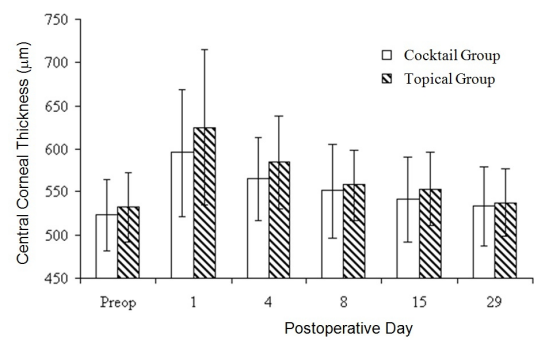 750
700
650
600
550
500
450
Central Corneal Thickness (μm)
Cocktail Group
Topical Group
Preop 1 4 8 15 29
Postoperative Day